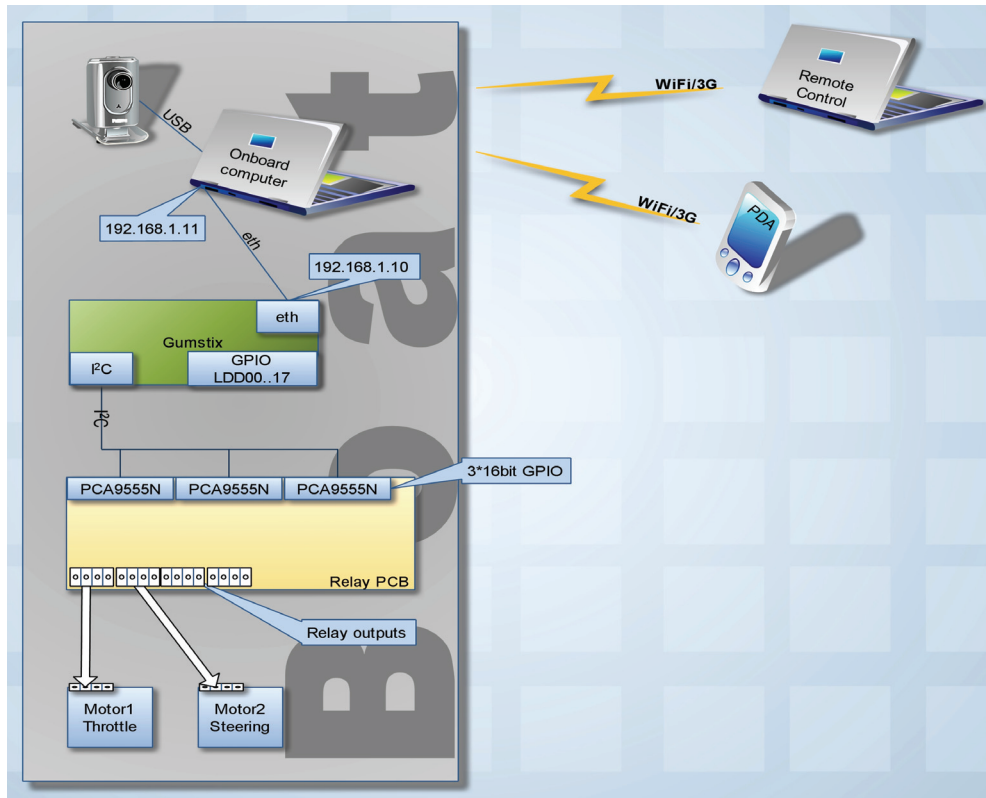 WiFi/3G
Remote
Control
USB
Onboard
computer
192.168.1.11
eth
WiFi/3G
PDA
192.168.1.10
eth
Gumstix
I²C
GPIO
LDD00..17
I²C
3*16bit GPIO
PCA9555N
PCA9555N
PCA9555N
Relay PCB
Relay outputs
Motor1
Throttle
Motor2
Steering
Boat